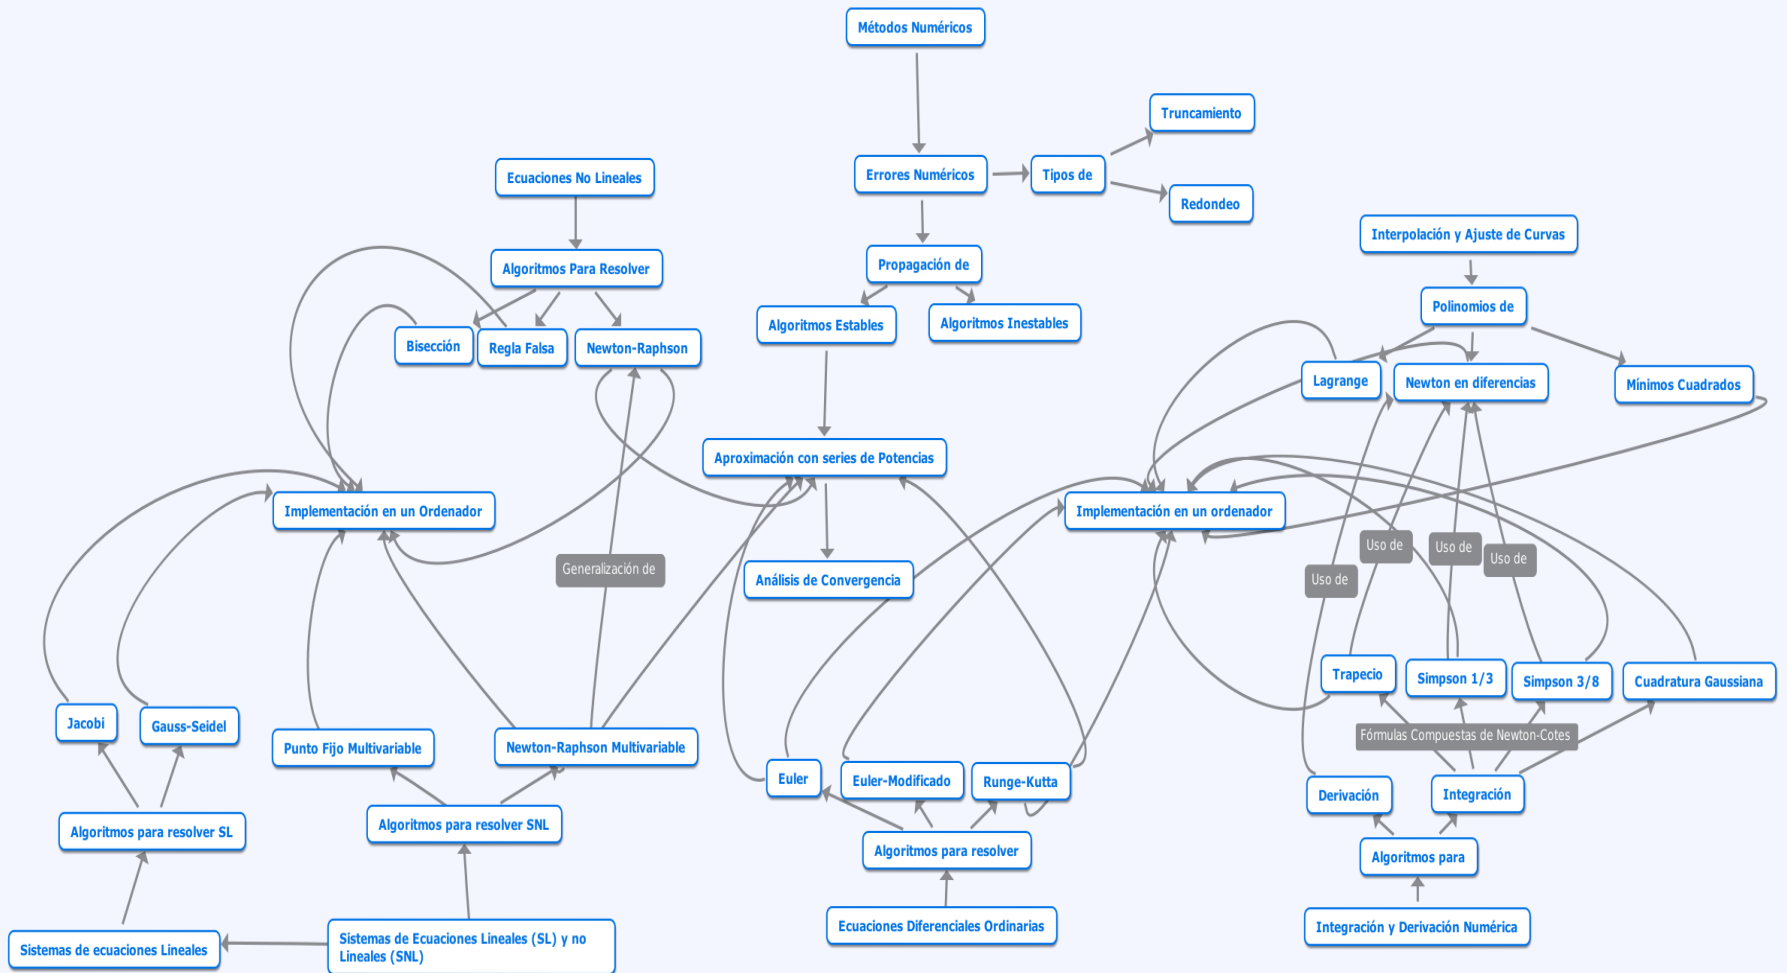 Métodos Numéricos
Truncamiento
Ecuaciones No Lineales
Errores Numéricos
Tipos de
Redondeo
Interpolación y Ajuste de Curvas
Algoritmos Para Resolver
Propagación de
Polinomios de
Bisección
Regla Falsa
Newton-Raphson
Algoritmos Estables
Algoritmos Inestables
Lagrange
Newton en diferencias
Mínimos Cuadrados
Aproximación con series de Potencias
Implementación en un Ordenador
Implementación en un ordenador
Generalización de
Análisis de Convergencia
Uso de
Uso de
Uso de
Uso de
Trapecio
Simpson 1/3
Simpson 3/8
Cuadratura Gaussiana
Jacobi
Gauss-Seidel
Punto Fijo Multivariable
Newton-Raphson Multivariable
Fórmulas Compuestas de Newton-Cotes
Euler
Euler-Modificado
Runge-Kutta
Derivación
Integración
Algoritmos para resolver SL
Algoritmos para resolver SNL
Algoritmos para resolver
Algoritmos para
Sistemas de ecuaciones Lineales
Sistemas de Ecuaciones Lineales (SL) y no
Lineales (SNL)
Ecuaciones Diferenciales Ordinarias
Integración y Derivación Numérica